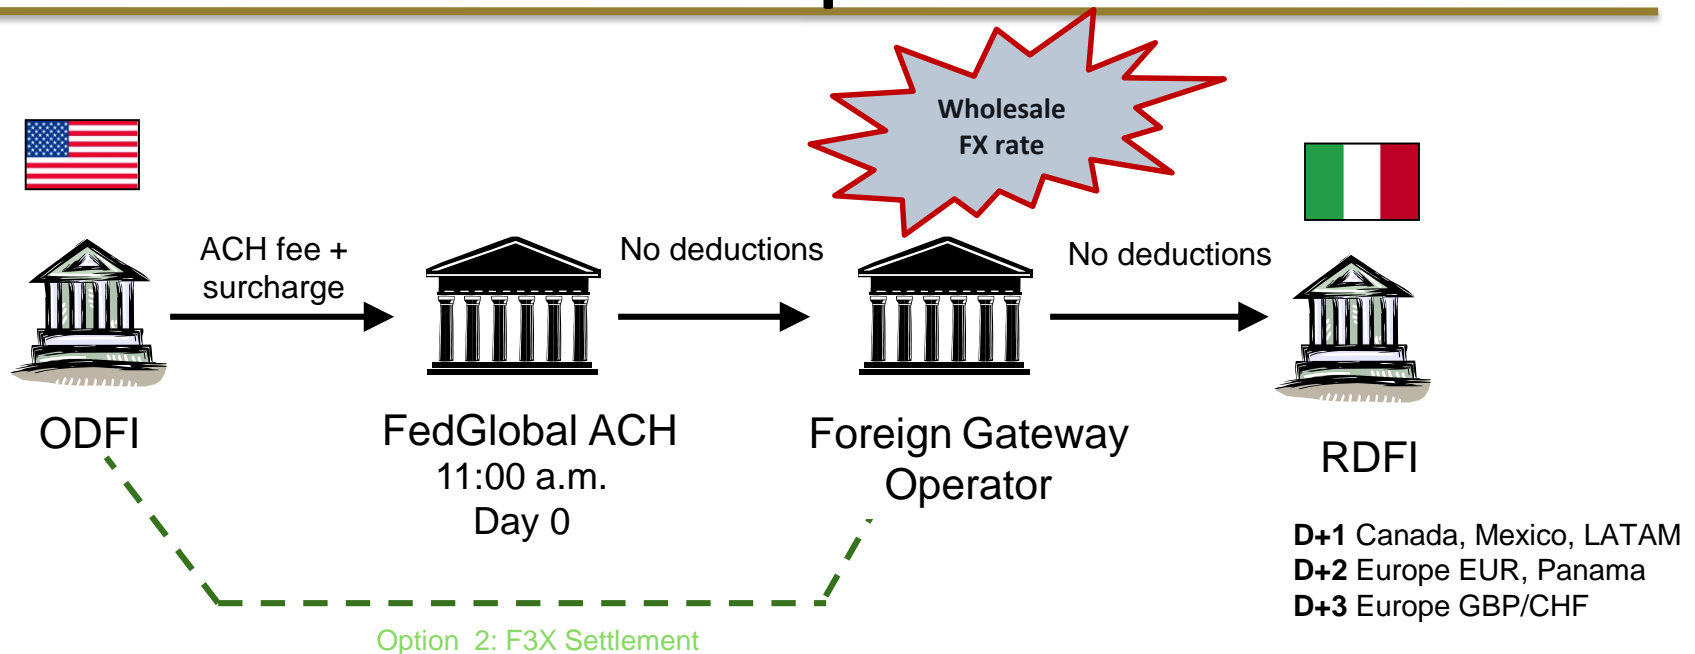 Wholesale
FX rate
ACH fee +
surcharge
No deductions
No deductions
ODFI
FedGlobal ACH
11:00 a.m.
Day 0
Foreign Gateway
Operator
RDFI
D+1 Canada, Mexico, LATAM
D+2 Europe EUR, Panama
D+3 Europe GBP/CHF
Option 2: F3X Settlement